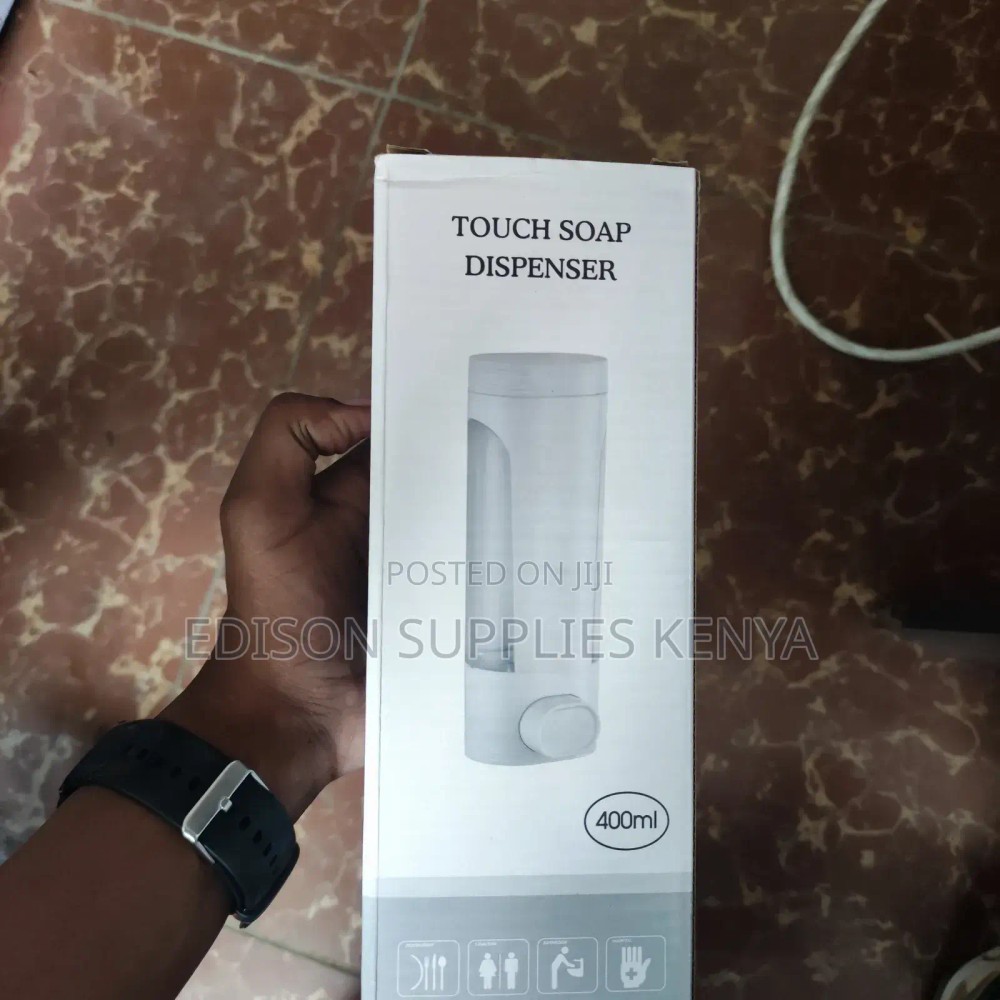 TOUCH SOAP
DISPENSER
POSTED ON JIJI
EDISON SUPPLIES KENYA
400ml